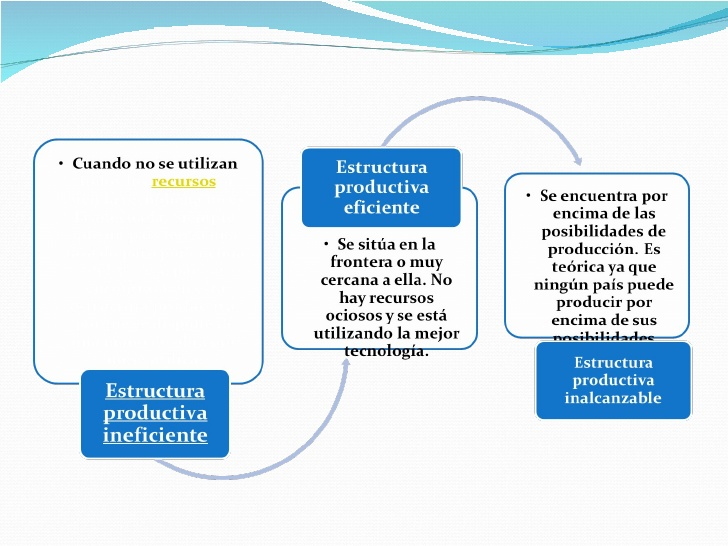 • Cuando no se utilizan
recursos
Estructura
productiva
ineficiente
Estructura
productiva
eficiente
• Se sitúa en la
frontera o muy
cercana a ella. No
hay recursos
ociosos y se está
utilizando la mejor
tecnología.
• Se encuentra por
encima de las
posibilidades de
producción. Es
teórica ya que
ningún país puede
producir por
encima de sus
posibilidades
Estructura
productiva
inalcanzable